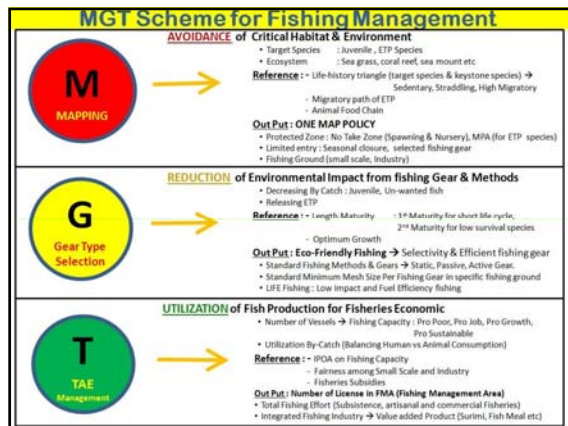 MGT Scheme for Fishing Management
M
MAPPING
AVOIDANCE of Critical Habitat & Environment
• Target Species : Juvenile , ETP Species
• Ecosystem : Sea grass, coral reef, sea mount etc
Reference : - Life-history triangle (target species & keystone species) →
Sedentary, Straddling, High Migratory
- Migratory path of ETP
- Animal Food Chain
Out Put : ONE MAP POLICY
• Protected Zone : No Take Zone (Spawning & Nursery), MPA (for ETP species)
• Limited entry : Seasonal closure, selected fishing gear
• Fishing Ground (small scale, Industry)
G
Gear Type
Selection
REDUCTION of Environmental Impact from fishing Gear & Methods
• Decreasing By Catch : Juvenile, Un-wanted fish
• Releasing ETP
Reference : - Length Maturity : 1st Maturity for short life cycle,
2nd Maturity for low survival species
- Optimum Growth
Out Put : Eco-Friendly Fishing → Selectivity & Efficient fishing gear
• Standard Fishing Methods & Gears → Static, Passive, Active Gear.
• Standard Minimum Mesh Size Per Fishing Gear in specific fishing ground
• LIFE Fishing : Low Impact and Fuel Efficiency fishing
T
TAE
Management
UTILIZATION of Fish Production for Fisheries Economic
• Number of Vessels → Fishing Capacity : Pro Poor, Pro Job, Pro Growth,
Pro Sustainable
• Utilization By-Catch (Balancing Human vs Animal Consumption)
Reference : - IPOA on Fishing Capacity
- Fairness among Small Scale and Industry
- Fisheries Subsidies
Out Put : Number of License in FMA (Fishing Management Area)
• Total Fishing Effort (Subsistence, artisanal and commercial Fisheries)
• Integrated Fishing Industry → Value added Product (Surimi, Fish Meal etc)